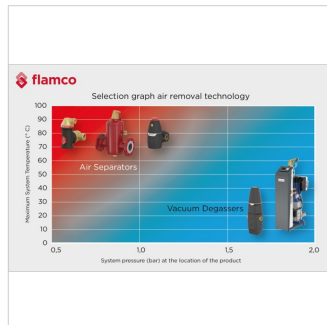 flamco
Selection graph air removal technology
Maximum System Temperature (° C)
100
90
80
70
60
50
40
30
20
10
0
Air Separators
Vacuum Degassers
0,5
1,0
1,5
2,0
System pressure (bar) at the location of the product